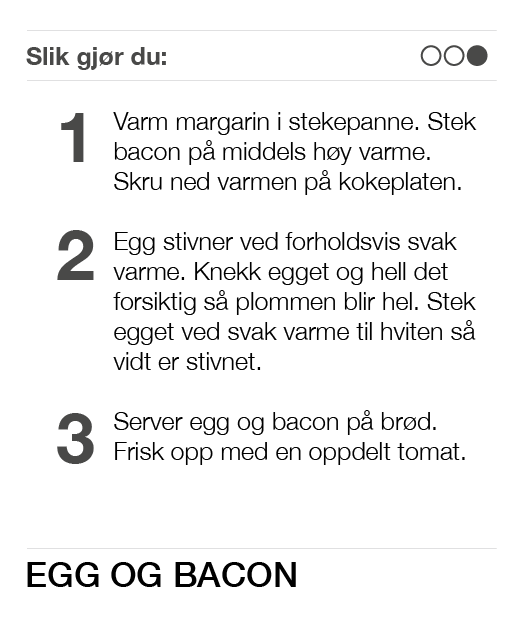 Slik gjør du:
1 Varm margarin i stekepanne. Stek
bacon på middels høy varme.
Skru ned varmen på kokeplaten.
2 Egg stivner ved forholdsvis svak
varme. Knekk egget og hell det
forsiktig så plommen blir hel. Stek
egget ved svak varme til hviten så
vidt er stivnet.
3 Server egg og bacon på brød.
Frisk opp med en oppdelt tomat.
EGG OG BACON